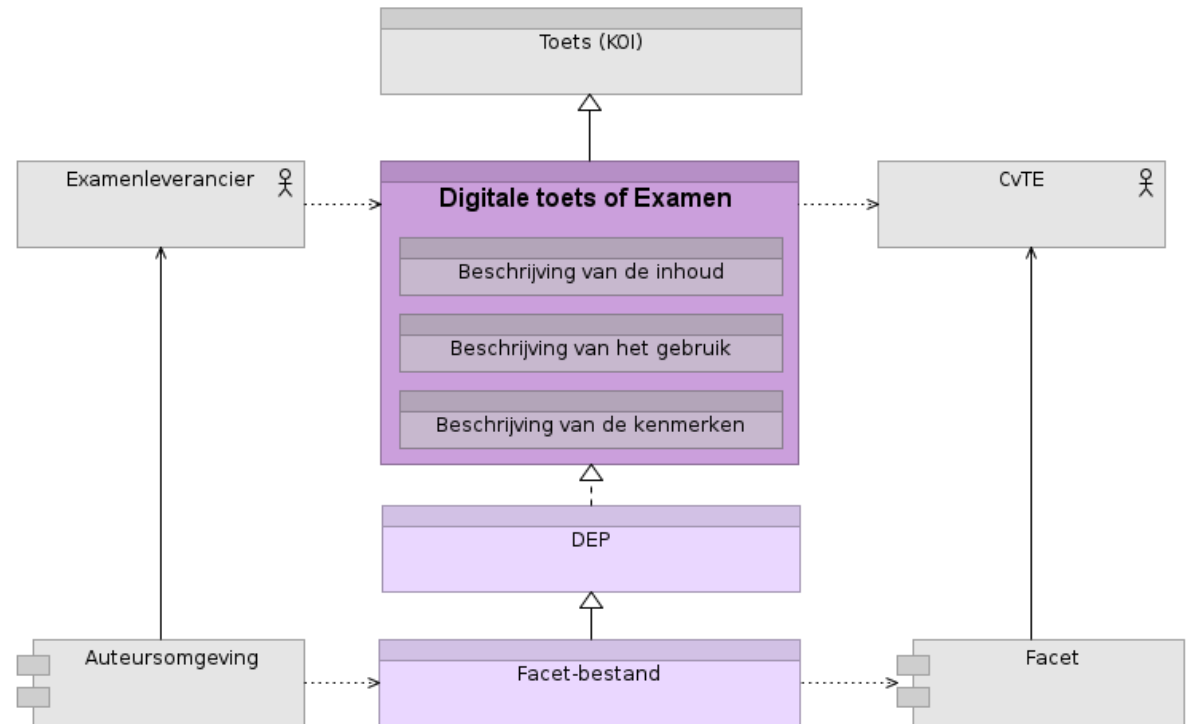 Toets (KOI)
Examenleverancier
Digitale toets of Examen
CvTE
Beschrijving van de inhoud
Beschrijving van het gebruik
Beschrijving van de kenmerken
DEP
Auteursomgeving
Facet-bestand
Facet